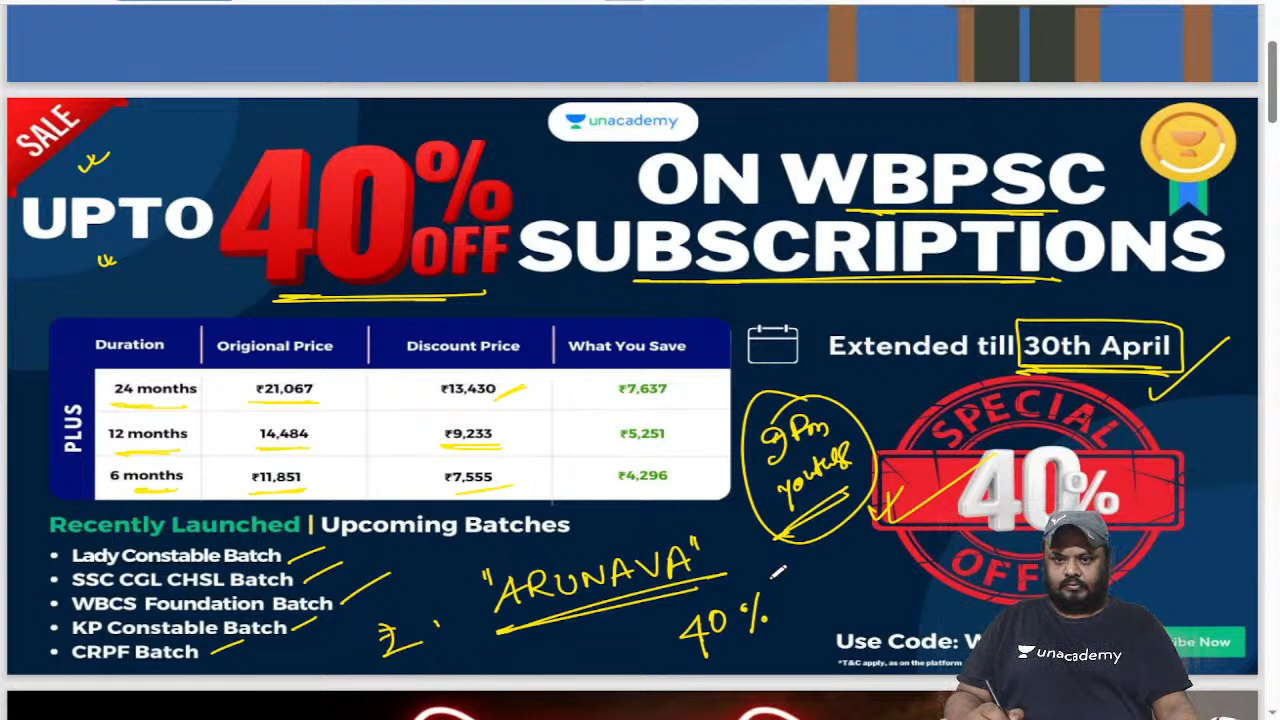 SALE
unacademy
UPTO 40% OFF
ON WBPSC
SUBSCRIPTIONS
Extended till 30th April
PLUS
Duration Origional Price Discount Price What You Save
24 months ₹21,067 ₹13,430 ₹7,637
12 months 14,484 ₹9,233 ₹5,251
6 months ₹11,851 ₹7,555 ₹4,296
SPECIAL
40%
OFF
Recently Launched | Upcoming Batches
• Lady Constable Batch
• SSC CGL CHSL Batch
• WBCS Foundation Batch
• KP Constable Batch
• CRPF Batch
"ARUNAVA"
40%
Use Code: W
*T&C apply, as on the platform
Now
unacademy